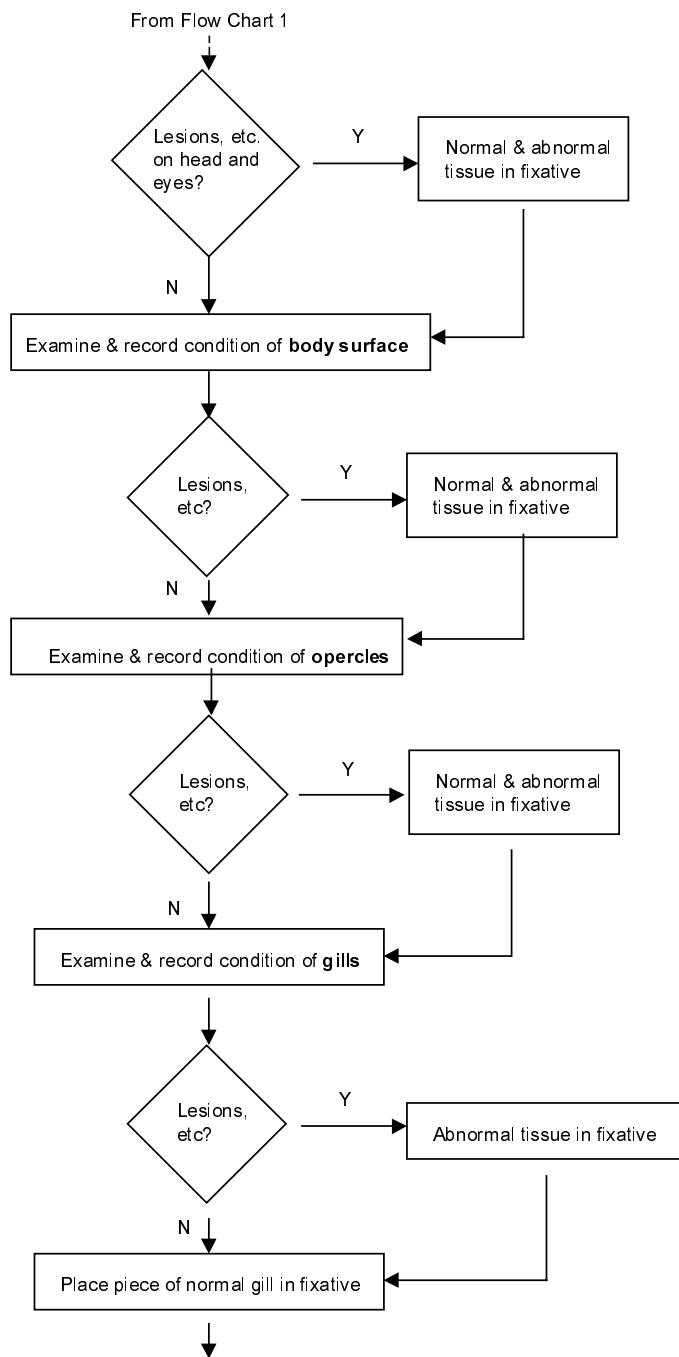 From Flow Chart 1
Lesions, etc.
on head and
eyes?
Y
Normal & abnormal
tissue in fixative
N
Examine & record condition of body surface
Lesions,
etc?
Y
Normal & abnormal
tissue in fixative
N
Examine & record condition of opercles
Lesions,
etc?
Y
Normal & abnormal
tissue in fixative
N
Examine & record condition of gills
Lesions,
etc?
Y
Abnormal tissue in fixative
N
Place piece of normal gill in fixative